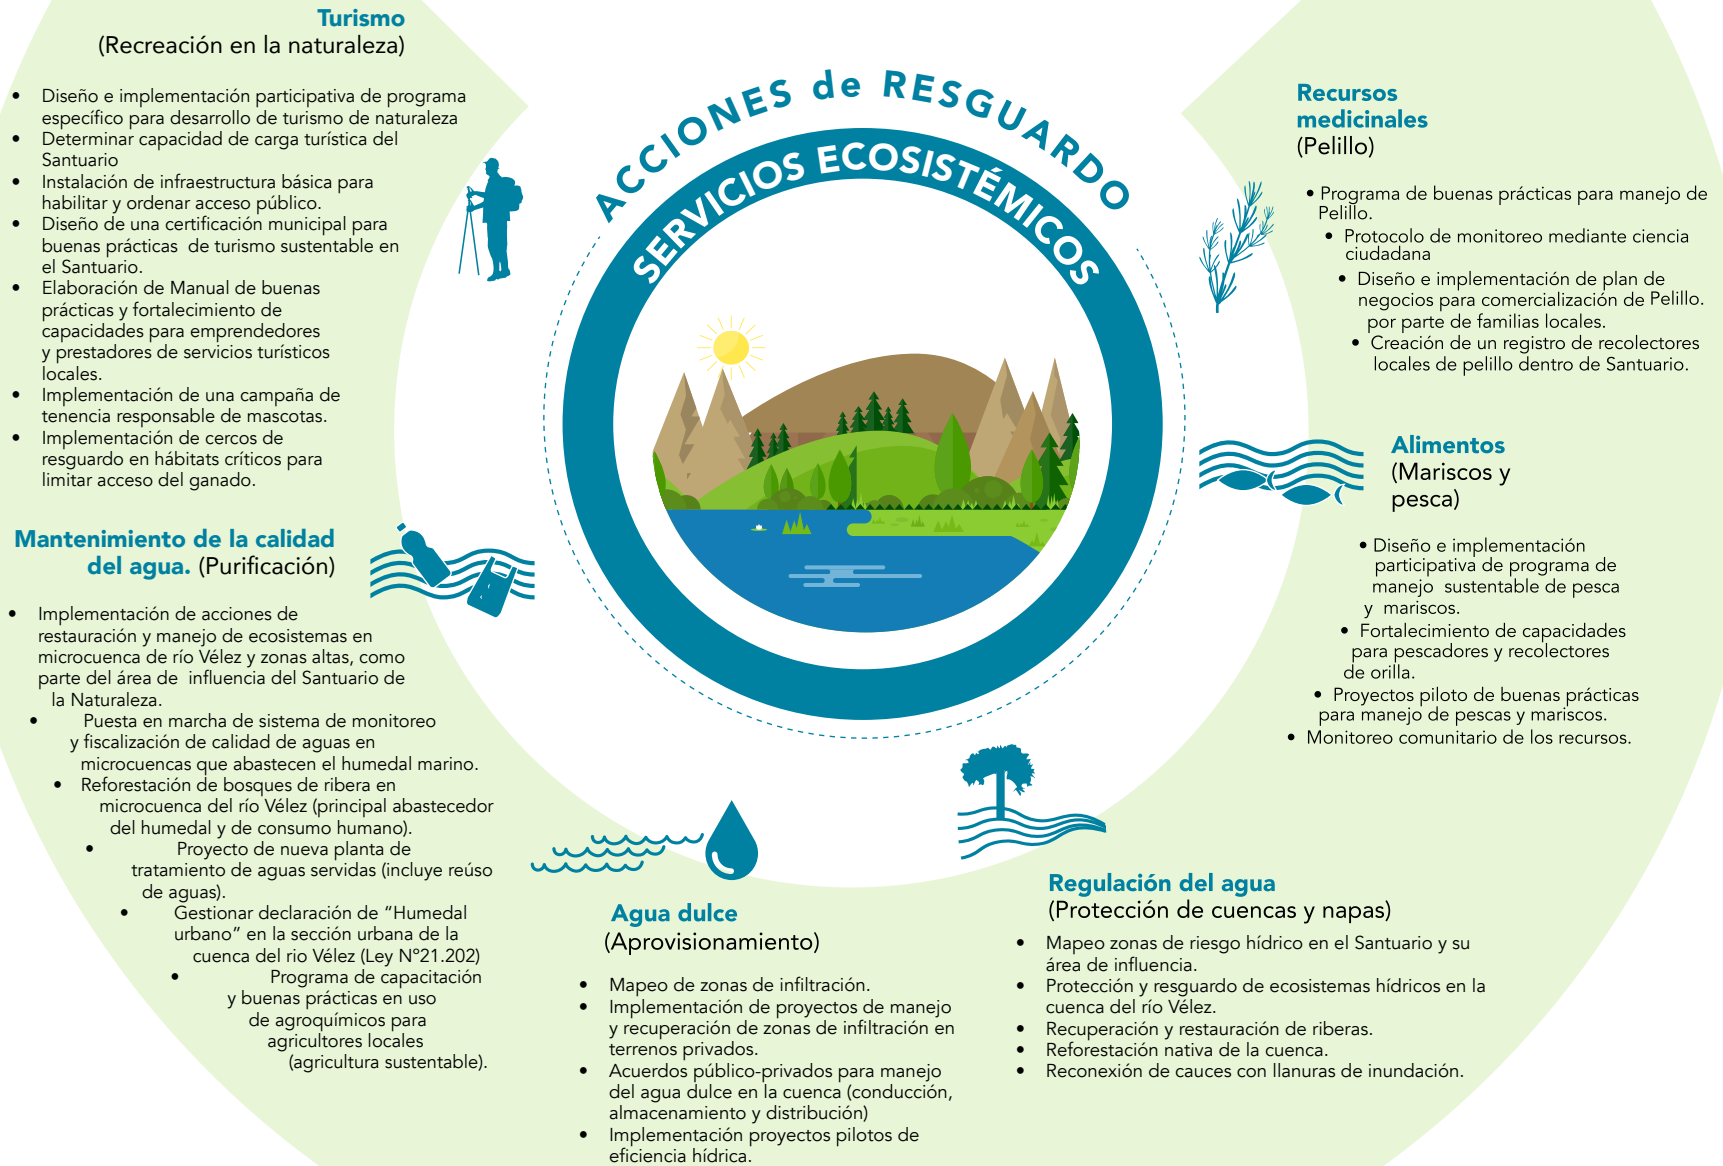 ACCIONES de RESGUARDO
SERVICIOS ECOSISTÉMICOS
Turismo
(Recreación en la naturaleza)
• Diseño e implementación participativa de programa
específico para desarrollo de turismo de naturaleza
• Determinar capacidad de carga turística del
Santuario
• Instalación de infraestructura básica para
habilitar y ordenar acceso público.
• Diseño de una certificación municipal para
buenas prácticas de turismo sustentable en
el Santuario.
• Elaboración de Manual de buenas
prácticas y fortalecimiento de
capacidades para emprendedores
y prestadores de servicios turísticos
locales.
• Implementación de una campaña de
tenencia responsable de mascotas.
• Implementación de cercos de
resguardo en hábitats críticos para
limitar acceso del ganado.
Mantenimiento de la calidad
del agua. (Purificación)
• Implementación de acciones de
restauración y manejo de ecosistemas en
microcuenca de río Vélez y zonas altas, como
parte del área de influencia del Santuario de
la Naturaleza.
• Puesta en marcha de sistema de monitoreo
y fiscalización de calidad de aguas en
microcuencas que abastecen el humedal marino.
• Reforestación de bosques de ribera en
microcuenca del río Vélez (principal abastecedor
del humedal y de consumo humano).
• Proyecto de nueva planta de
tratamiento de aguas servidas (incluye reúso
de aguas).
• Gestionar declaración de “Humedal
urbano” en la sección urbana de la
cuenca del rio Vélez (Ley Nº21.202)
• Programa de capacitación
y buenas prácticas en uso
de agroquímicos para
agricultores locales
(agricultura sustentable).
Agua dulce
(Aprovisionamiento)
• Mapeo de zonas de infiltración.
• Implementación de proyectos de manejo
y recuperación de zonas de infiltración en
terrenos privados.
• Acuerdos público-privados para manejo
del agua dulce en la cuenca (conducción,
almacenamiento y distribución)
• Implementación proyectos pilotos de
eficiencia hídrica.
Regulación del agua
(Protección de cuencas y napas)
• Mapeo zonas de riesgo hídrico en el Santuario y su
área de influencia.
• Protección y resguardo de ecosistemas hídricos en la
cuenca del río Vélez.
• Recuperación y restauración de riberas.
• Reforestación nativa de la cuenca.
• Reconexión de cauces con llanuras de inundación.
Recursos
medicinales
(Pelillo)
• Programa de buenas prácticas para manejo de
Pelillo.
• Protocolo de monitoreo mediante ciencia
ciudadana
• Diseño e implementación de plan de
negocios para comercialización de Pelillo.
por parte de familias locales.
• Creación de un registro de recolectores
locales de pelillo dentro de Santuario.
Alimentos
(Mariscos y
pesca)
• Diseño e implementación
participativa de programa de
manejo sustentable de pesca
y mariscos.
• Fortalecimiento de capacidades
para pescadores y recolectores
de orilla.
• Proyectos piloto de buenas prácticas
para manejo de pescas y mariscos.
• Monitoreo comunitario de los recursos.